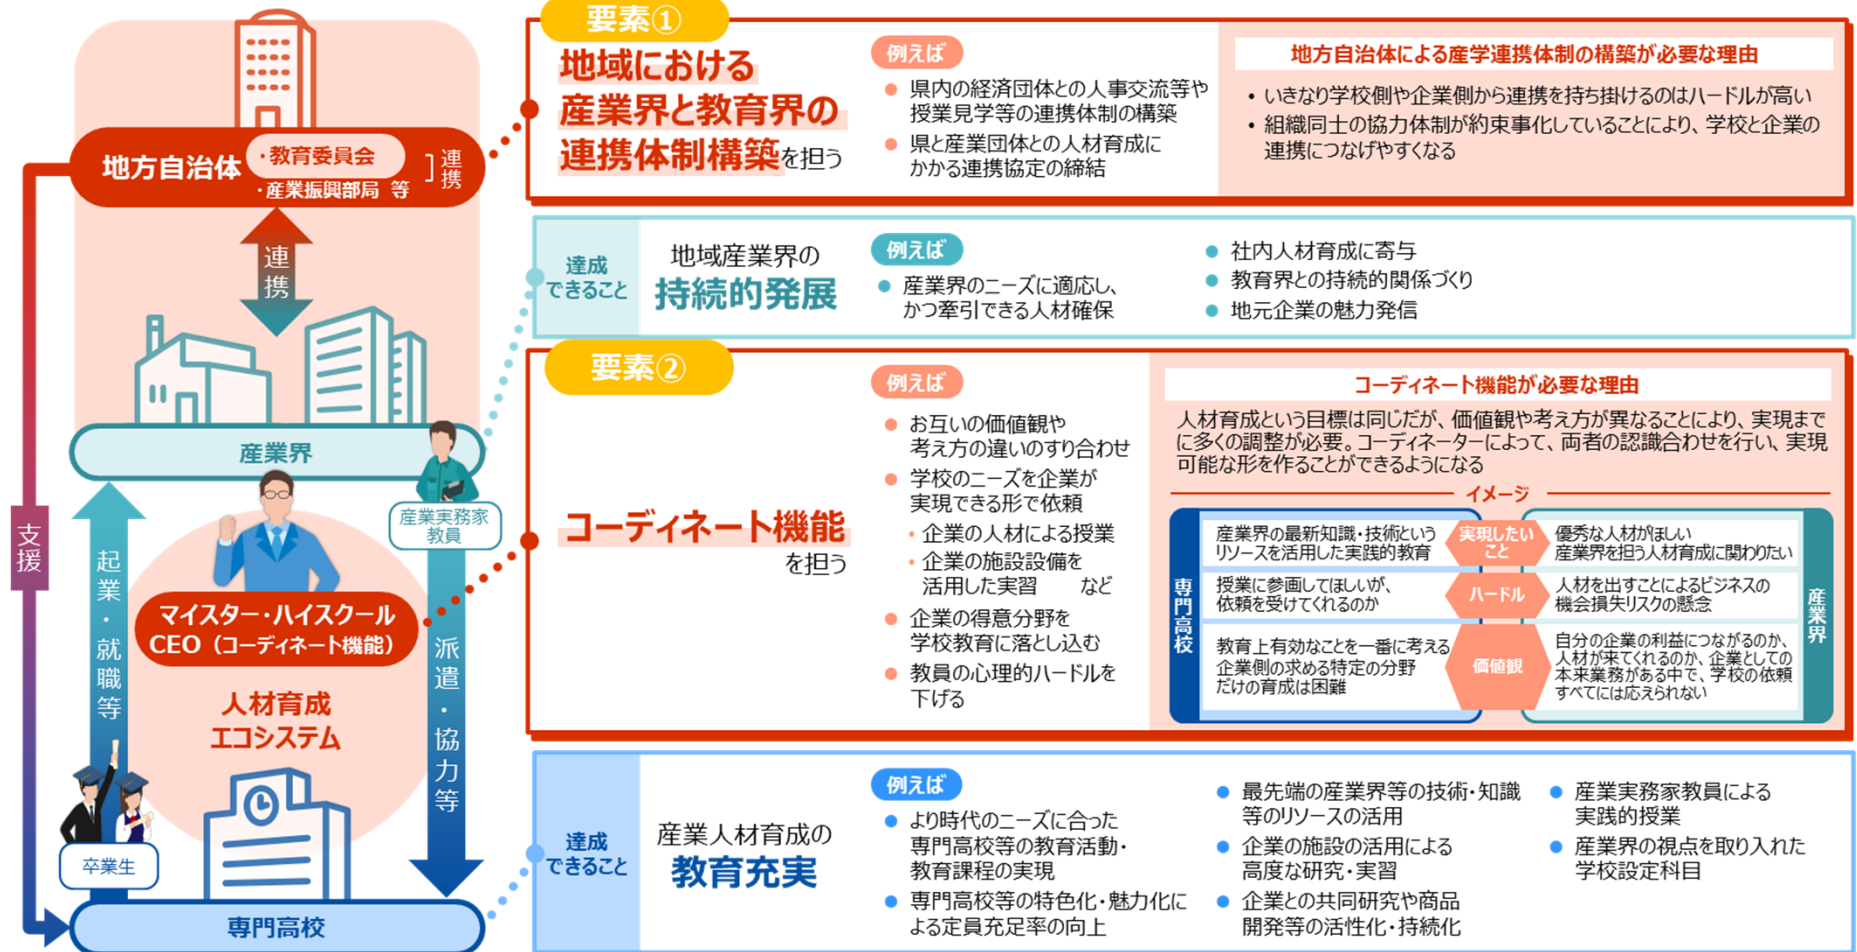 地方自治体
・教育委員会
・産業振興部局 等
連携
連携
産業界
産業実務家
教員
支援
起業・就職等
派遣・協力等
マイスター・ハイスクール
CEO（コーディネート機能）
人材育成
エコシステム
卒業生
専門高校
要素①
地域における
産業界と教育界の
連携体制構築を担う
例えば
● 県内の経済団体との人事交流等や
授業見学等の連携体制の構築
● 県と産業団体との人材育成に
かかる連携協定の締結
地方自治体による産学連携体制の構築が必要な理由
• いきなり学校側や企業側から連携を持ち掛けるのはハードルが高い
• 組織同士の協力体制が約束事化していることにより、学校と企業の
連携につなげやすくなる
達成
できること
地域産業界の
持続的発展
例えば
● 産業界のニーズに適応し、
かつ牽引できる人材確保
● 社内人材育成に寄与
● 教育界との持続的関係づくり
● 地元企業の魅力発信
要素②
コーディネート機能
を担う
例えば
● お互いの価値観や
考え方の違いのすり合わせ
● 学校のニーズを企業が
実現できる形で依頼
・企業の人材による授業
・企業の施設設備を
活用した実習 など
● 企業の得意分野を
学校教育に落とし込む
● 教員の心理的ハードルを
下げる
コーディネート機能が必要な理由
人材育成という目標は同じだが、価値観や考え方が異なることにより、実現まで
に多くの調整が必要。コーディネーターによって、両者の認識合わせを行い、実現
可能な形を作ることができるようになる
イメージ
専門高校
産業界の最新知識・技術という
リソースを活用した実践的教育
実現したい
こと
優秀な人材がほしい
産業界を担う人材育成に関わりたい
授業に参画してほしいが、
依頼を受けてくれるのか
ハードル
人材を出すことによるビジネスの
機会損失リスクの懸念
教育上有効なことを一番に考える
企業側の求める特定の分野
だけの育成は困難
価値観
自分の企業の利益につながるのか、
人材が来てくれるのか、企業としての
本来業務がある中で、学校の依頼
すべてには応えられない
産業界
達成
できること
産業人材育成の
教育充実
例えば
● より時代のニーズに合った
専門高校等の教育活動・
教育課程の実現
● 専門高校等の特色化・魅力化に
よる定員充足率の向上
● 最先端の産業界等の技術・知識
等のリソースの活用
● 企業の施設の活用による
高度な研究・実習
● 企業との共同研究や商品
開発等の活性化・持続化
● 産業実務家教員による
実践的授業
● 産業界の視点を取り入れた
学校設定科目